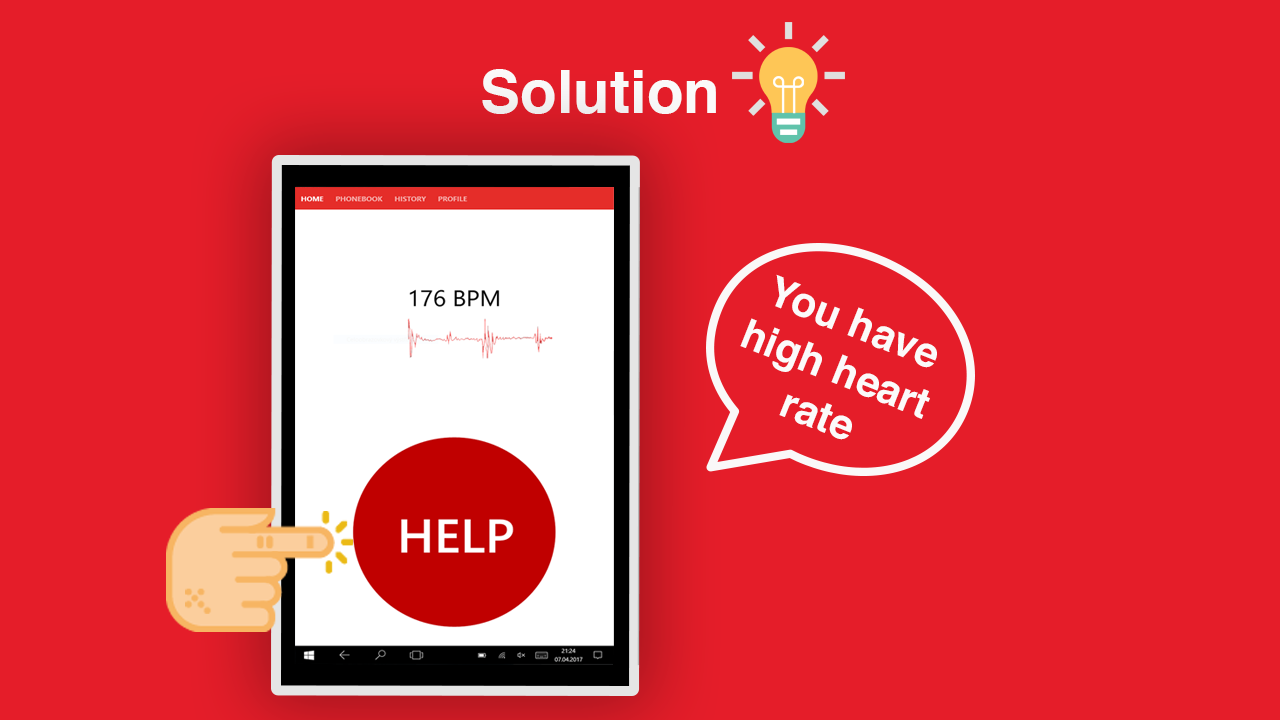 Solution
HOME PHONEBOOK HISTORY PROFILE
176 BPM
You have
high heart
rate
HELP
21:24
07.04.2017